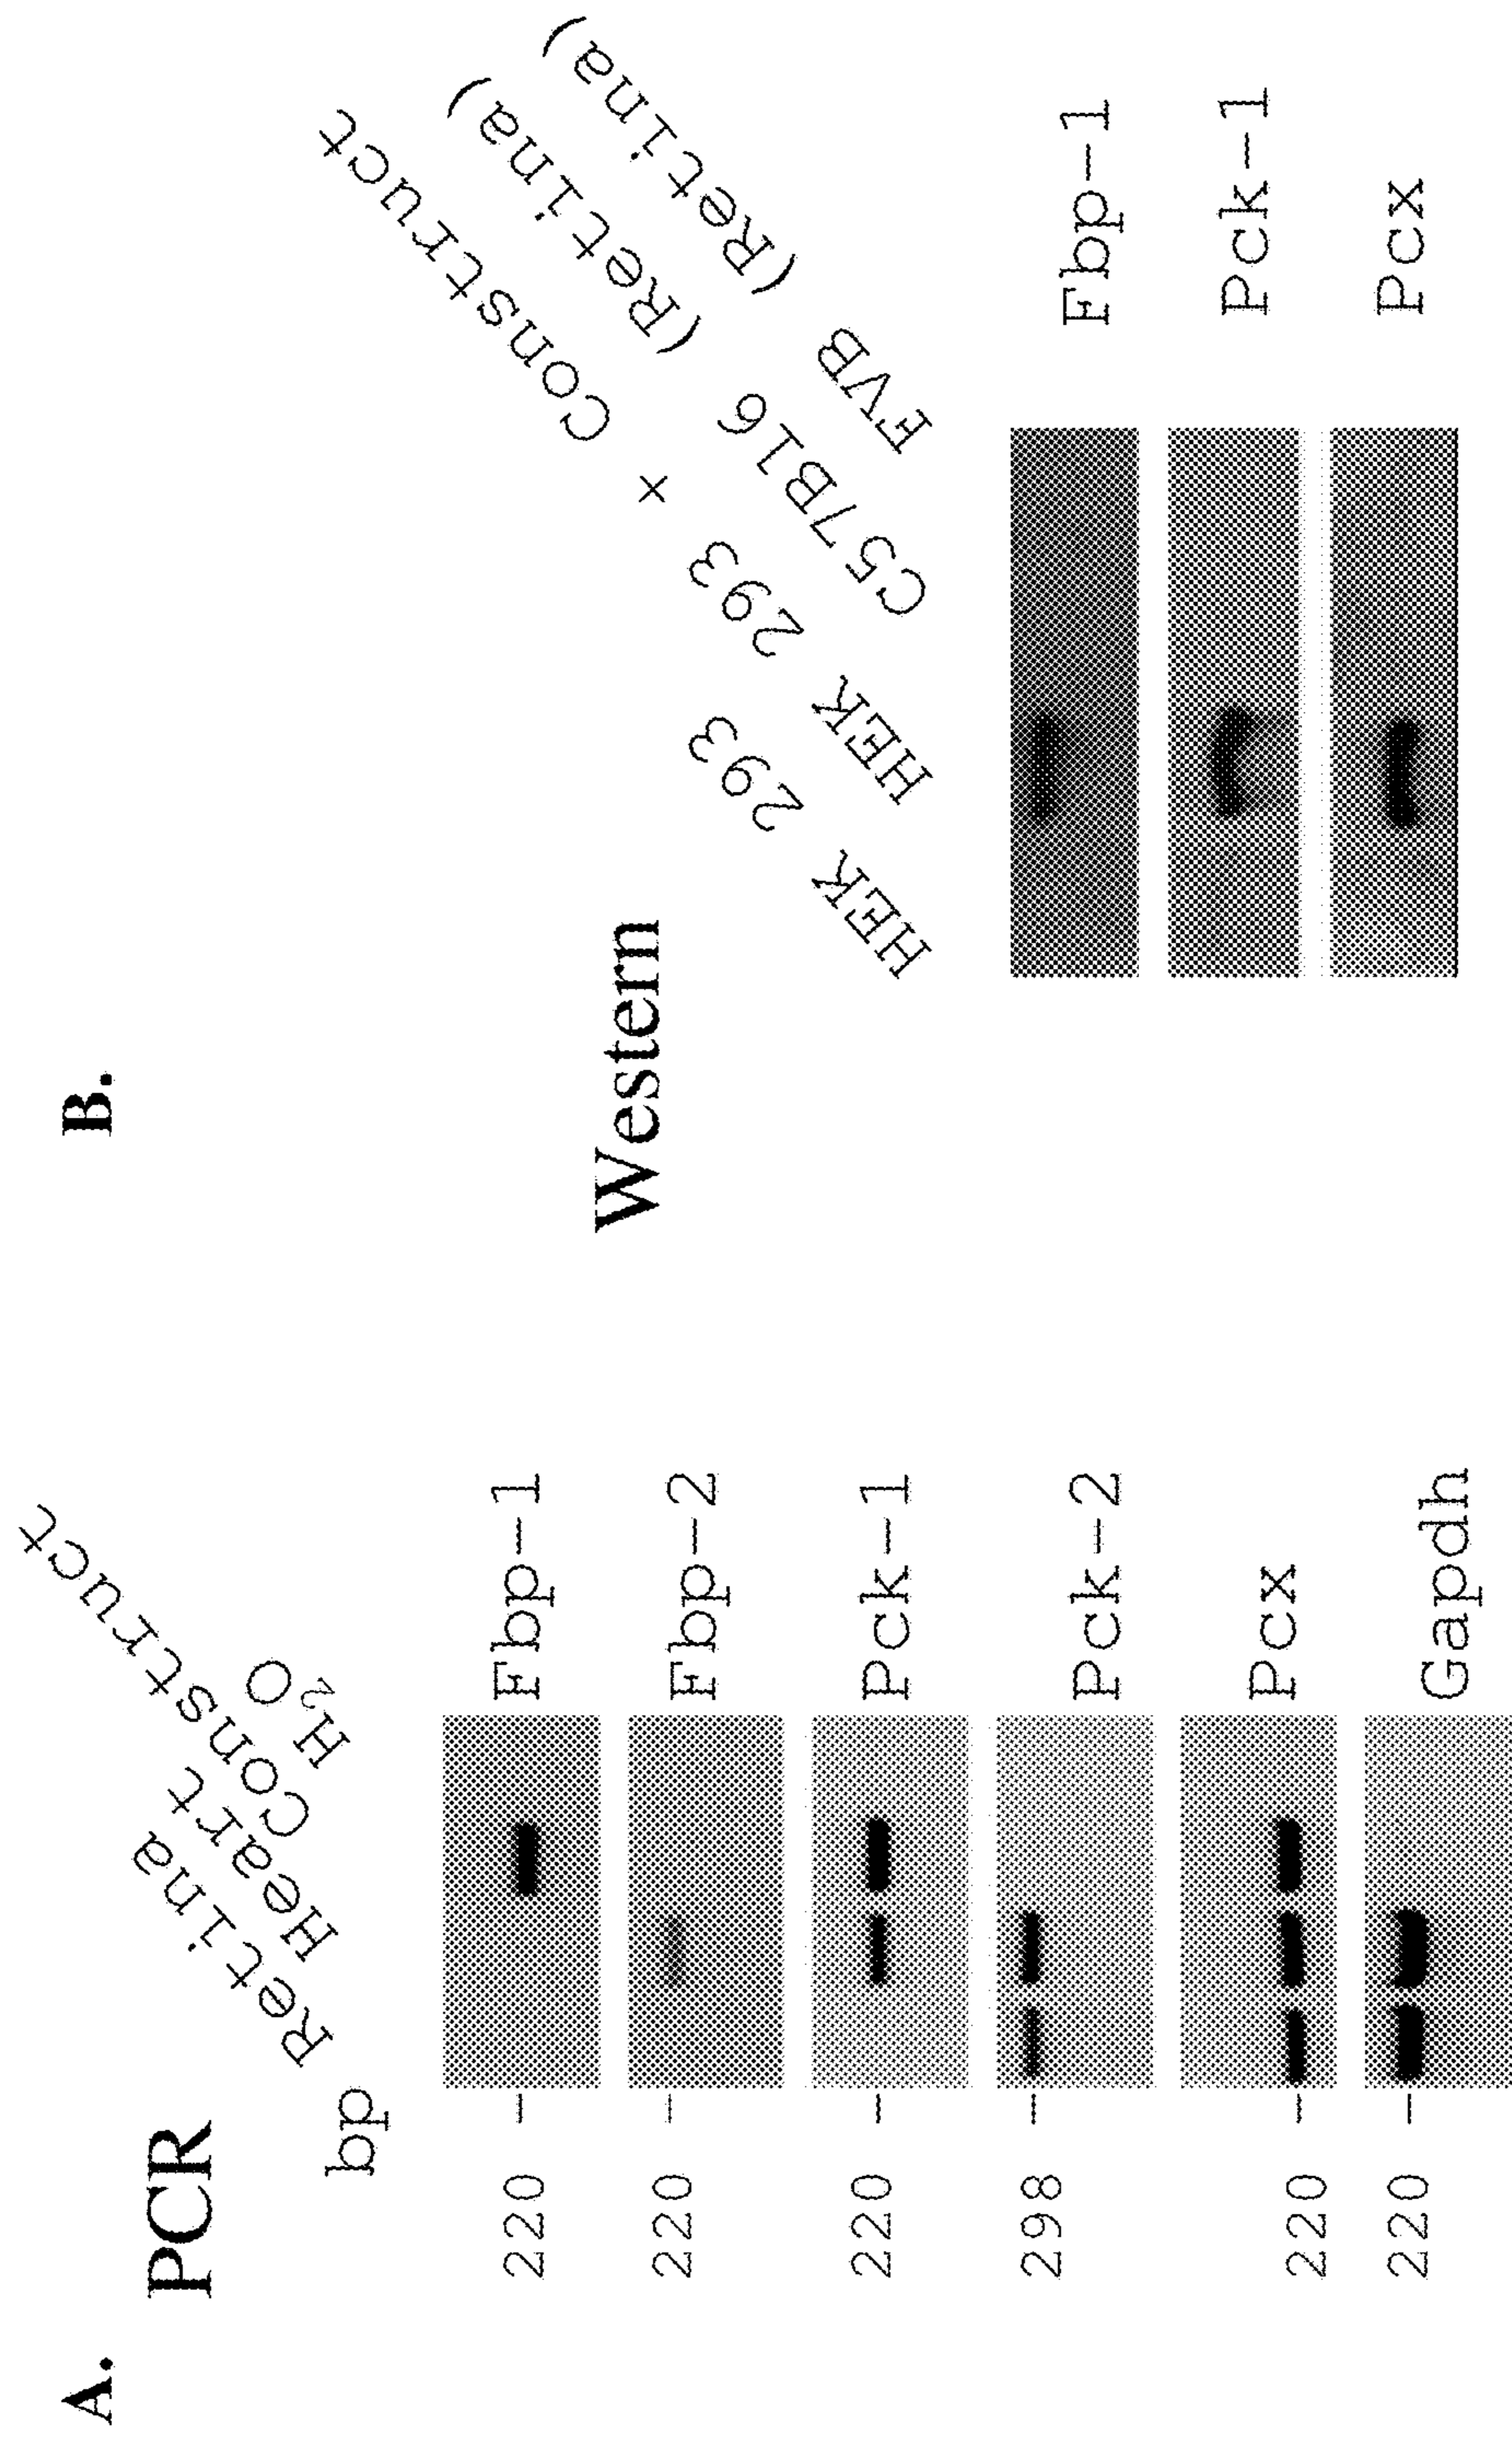 A.
PCR
bp
Retina
Heart
Construct
H₂O
220 – Fbp-1
220 – Fbp-2
220 – Pck-1
298 – Pck-2
220 – Pcx
220 – Gapdh
B.
Western
HEK 293
HEK 293 + Construct
C57Bl6 (Retina)
FVB (Retina)
Fbp-1
Pck-1
Pcx